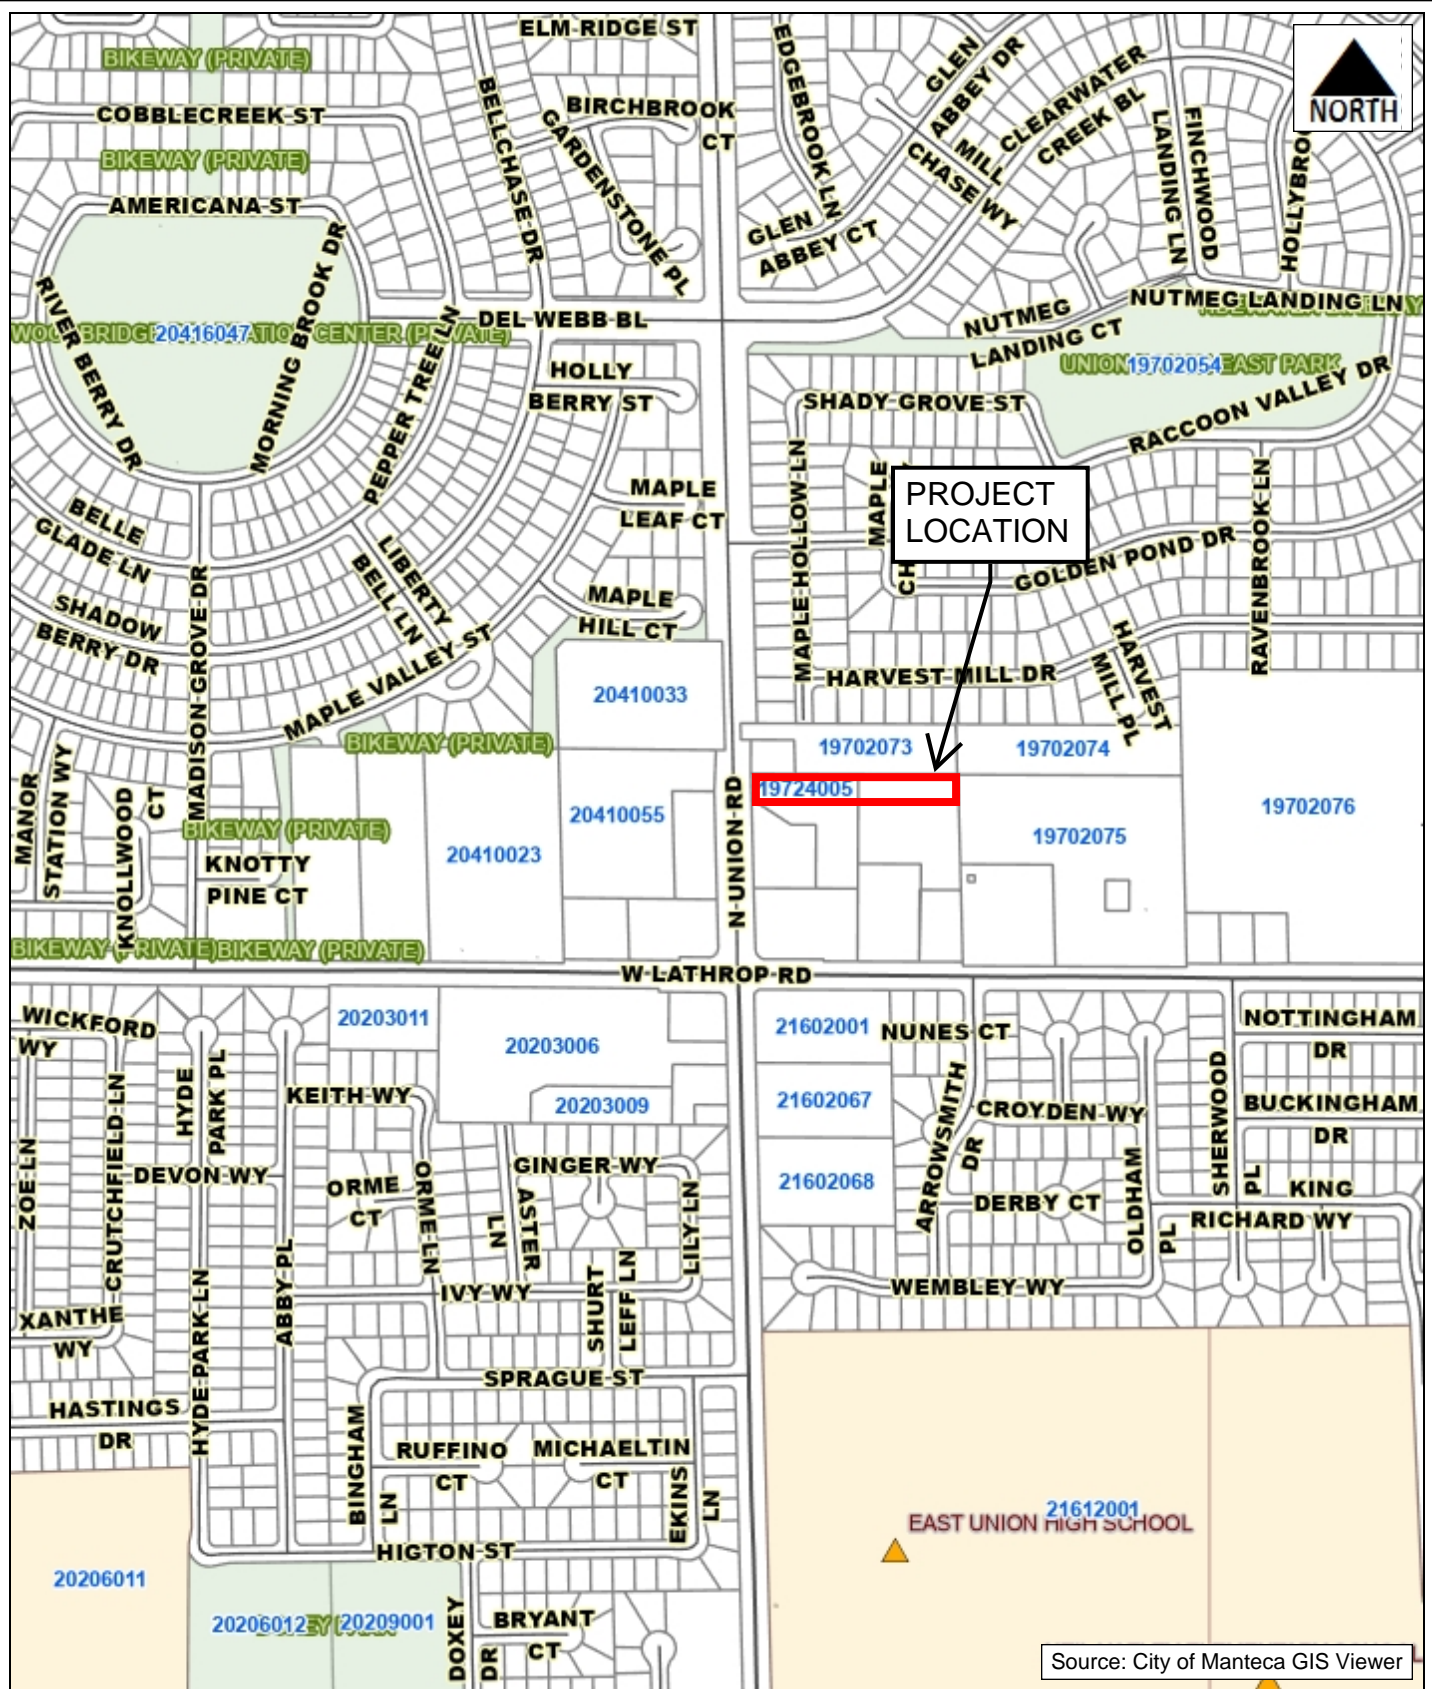 ELM RIDGE ST
BIKEWAY (PRIVATE)
COBBLECREEK ST
BIKEWAY (PRIVATE)
AMERICANA ST
BELLCHASE DR
BIRCHBROOK
CT
GARDENSTONE PL
EDGEBROOK LN
GLEN
ABBEY DR
CLEARWATER
CREEK BL
MILL
CHASE WY
GLEN
ABBEY CT
LANDING LN
FINCHWOOD
NORTH
RIVER BERRY DR
MORNING BROOK DR
20416047
DEL WEBB BL
PEPPER TREE LN
NUTMEG
LANDING CT
NUTMEG LANDING LN
19702054
EAST PARK
RACCOON VALLEY DR
HOLLY
BERRY ST
SHADY GROVE ST
MAPLE HOLLOW LN
MAPLE
PROJECT
LOCATION
MAPLE
LEAF CT
GOLDEN POND DR
RAVENBROOK LN
BELLE
GLADE LN
LIBERTY
BELL LN
SHADOW
BERRY DR
MADISON GROVE DR
MAPLE VALLEY ST
MAPLE
HILL CT
HARVEST MILL DR
HARVEST
MILL PL
20410033
19702073
19702074
BIKEWAY (PRIVATE)
MANOR
STATION WY
KNOLLWOOD
CT
BIKEWAY (PRIVATE)
KNOTTY
PINE CT
20410023
20410055
N UNION RD
19724005
19702075
19702076
BIKEWAY (PRIVATE)
BIKEWAY (PRIVATE)
W LATHROP RD
WICKFORD
WY
20203011
20203006
20203009
21602001
21602067
21602068
NUNES CT
NOTTINGHAM
DR
BUCKINGHAM
DR
HYDE
PARK PL
KEITH WY
ARROWSMITH
DR
CROYDEN WY
SHERWOOD
PL
ZOE LN
CRUTCHFIELD LN
DEVON WY
ORME
CT
ORME LN
GINGER WY
ASTER
LN
LILY LN
DERBY CT
OLDHAM
PL
KING
RICHARD WY
ABBY PL
IVY WY
SHURT
LEFF LN
WEMBLEY WY
XANTHE
WY
HYDE PARK LN
SPRAGUE ST
HASTINGS
DR
BINGHAM
LN
RUFFINO
CT
MICHAELTIN
CT
EKINS
LN
HIGTON ST
21612001
EAST UNION HIGH SCHOOL
20206011
20206012
20209001
DOXEY
DR
BRYANT
CT
Source: City of Manteca GIS Viewer